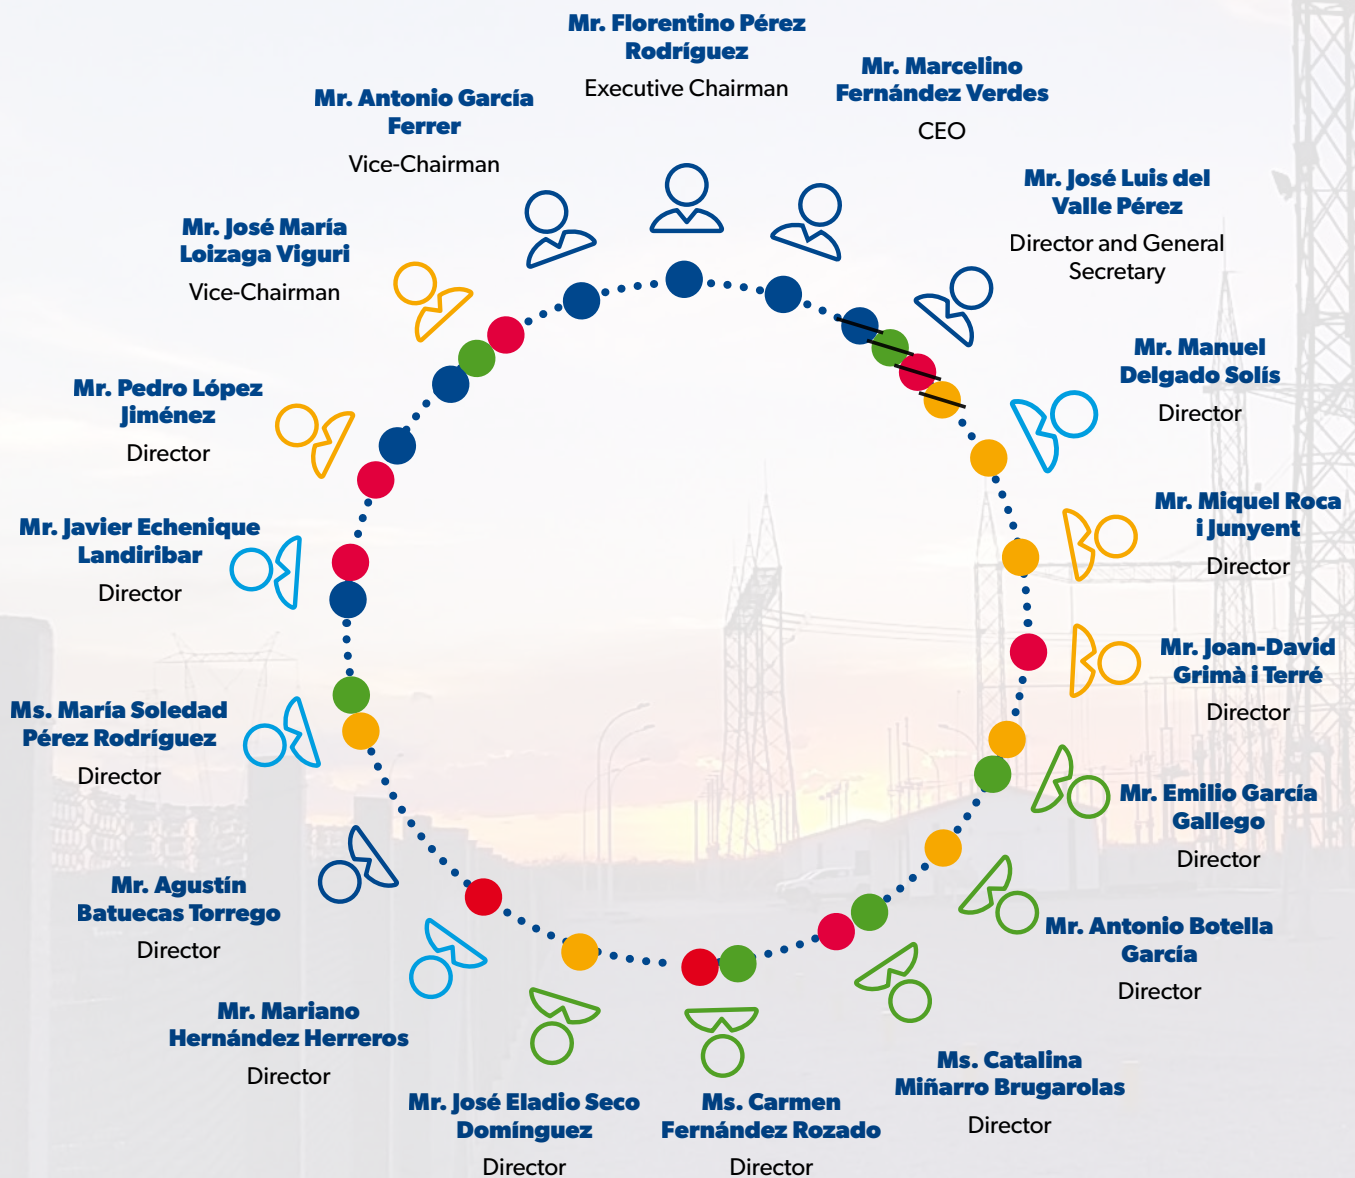 Mr. Florentino Pérez
Rodríguez
Executive Chairman
Mr. Marcelino
Fernández Verdes
CEO
Mr. José Luis del
Valle Pérez
Director and General
Secretary
Mr. Manuel
Delgado Solís
Director
Mr. Miquel Roca
i Junyent
Director
Mr. Joan-David
Grimà i Terré
Director
Mr. Emilio García
Gallego
Director
Mr. Antonio Botella
García
Director
Ms. Catalina
Miñarro Brugarolas
Director
Ms. Carmen
Fernández Rozado
Director
Mr. José Eladio Seco
Domínguez
Director
Mr. Mariano
Hernández Herreros
Director
Mr. Agustín
Batuecas Torrego
Director
Ms. María Soledad
Pérez Rodríguez
Director
Mr. Javier Echenique
Landiribar
Director
Mr. Pedro López
Jiménez
Director
Mr. José María
Loizaga Viguri
Vice-Chairman
Mr. Antonio García
Ferrer
Vice-Chairman